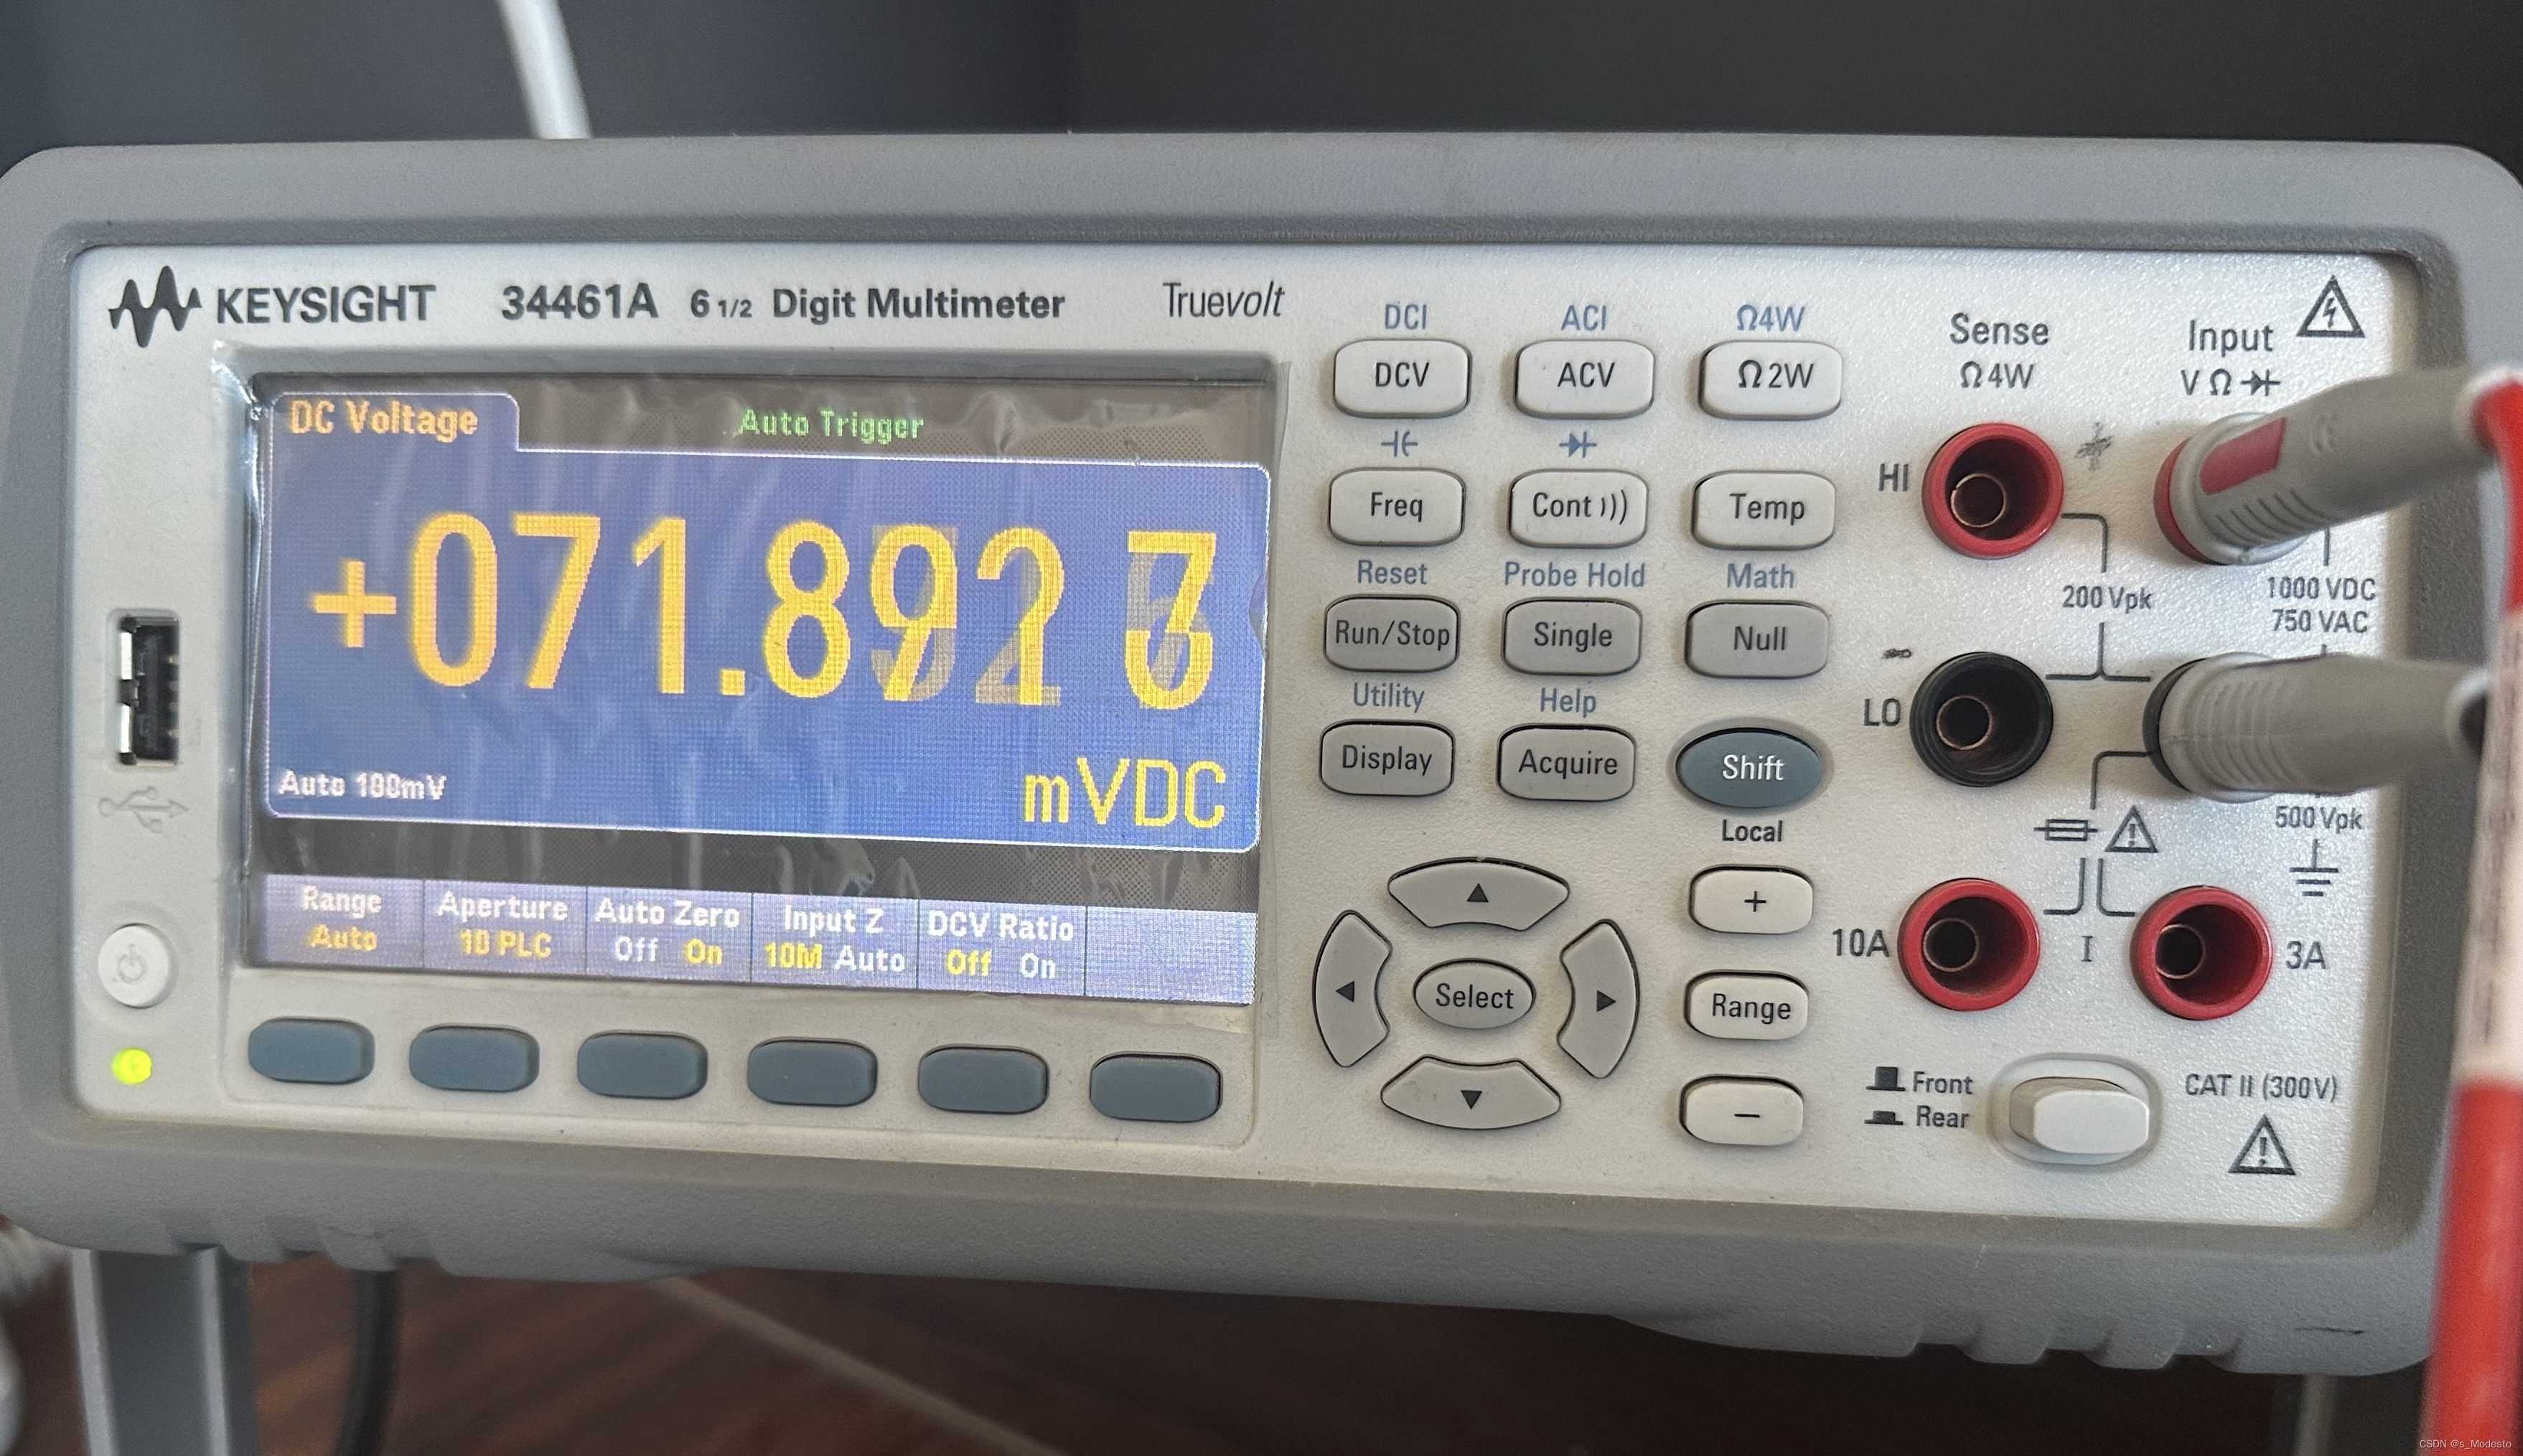 KEYSIGHT 34461A 6 1/2 Digit Multimeter Truevolt
DC Voltage
Auto Trigger
+071.8
mVDC
Auto 100mV
Range
Auto
Aperture
10 PLC
Auto Zero
Off On
Input Z
10M Auto
DCV Ratio
Off On
DCI
DCV
ACI
ACV
Ω4W
Ω2W
Freq
Cont
Temp
Reset
Run/Stop
Probe Hold
Single
Math
Null
Utility
Display
Help
Acquire
Shift
Local
+
Range
−
Select
Sense
Ω4W
Input
VΩ
HI
200 Vpk
1000 VDC
750 VAC
LO
500 Vpk
10A
I
3A
Front
Rear
CAT II (300V)
CSDN @s_Modesto